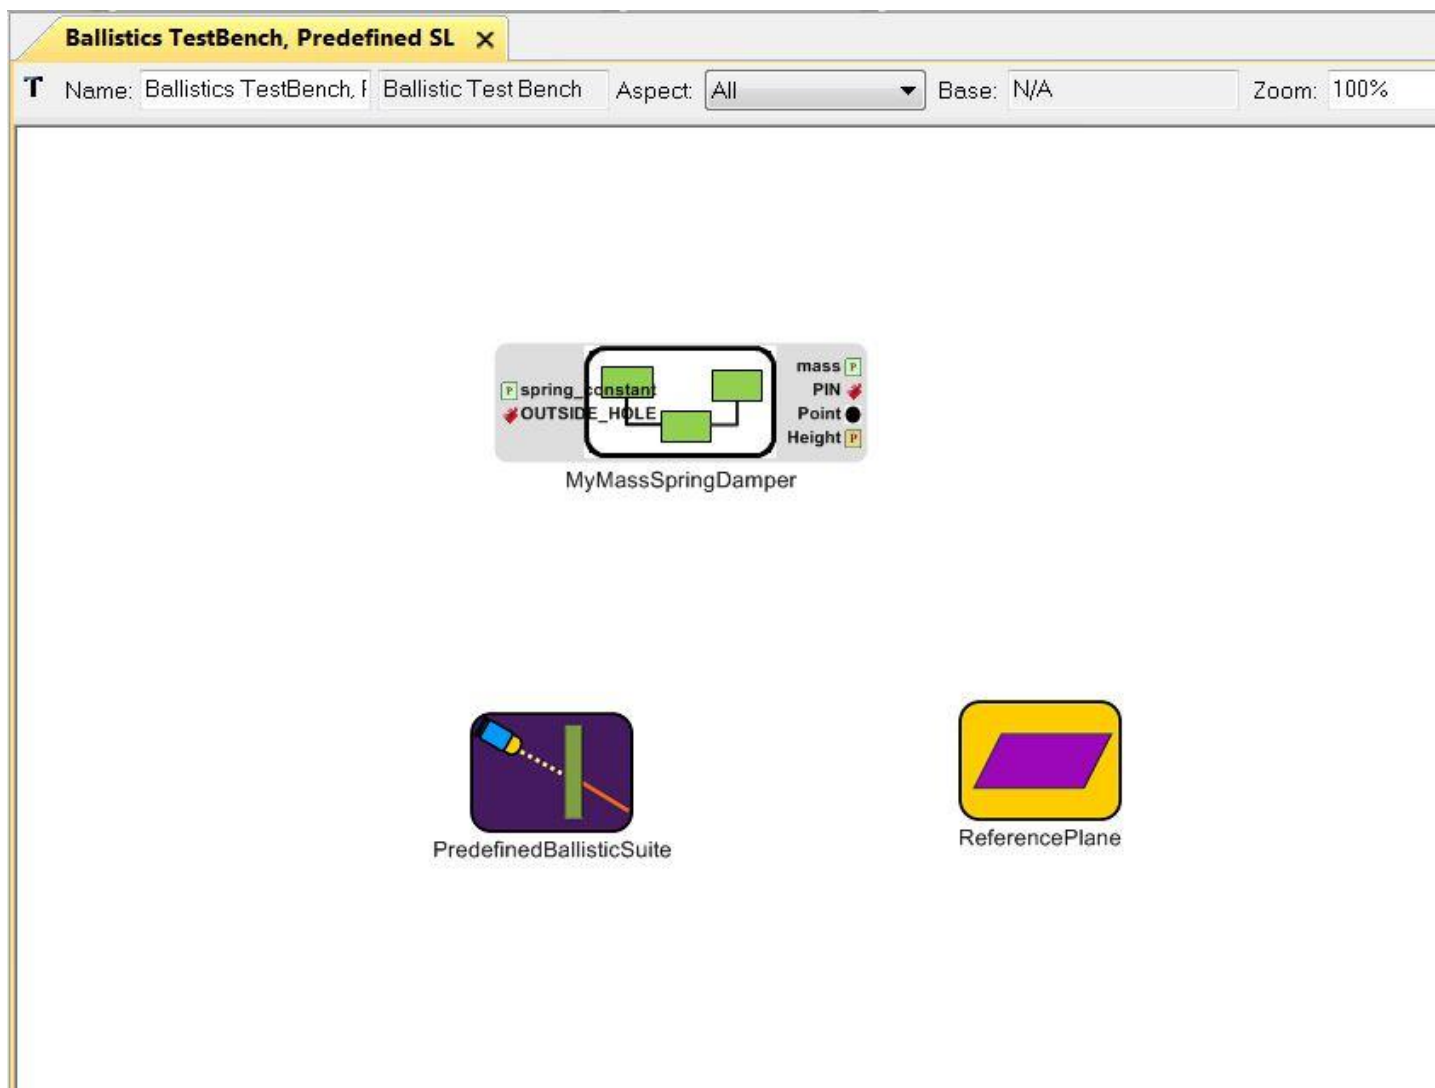 Ballistics TestBench, Predefined SL
T Name: Ballistics TestBench, Ballistic Test Bench Aspect: All Base: N/A Zoom: 100%
mass P
P spring_constant PIN
OUTSIDE_HOLE Point
Height P
MyMassSpringDamper
PredefinedBallisticSuite
ReferencePlane